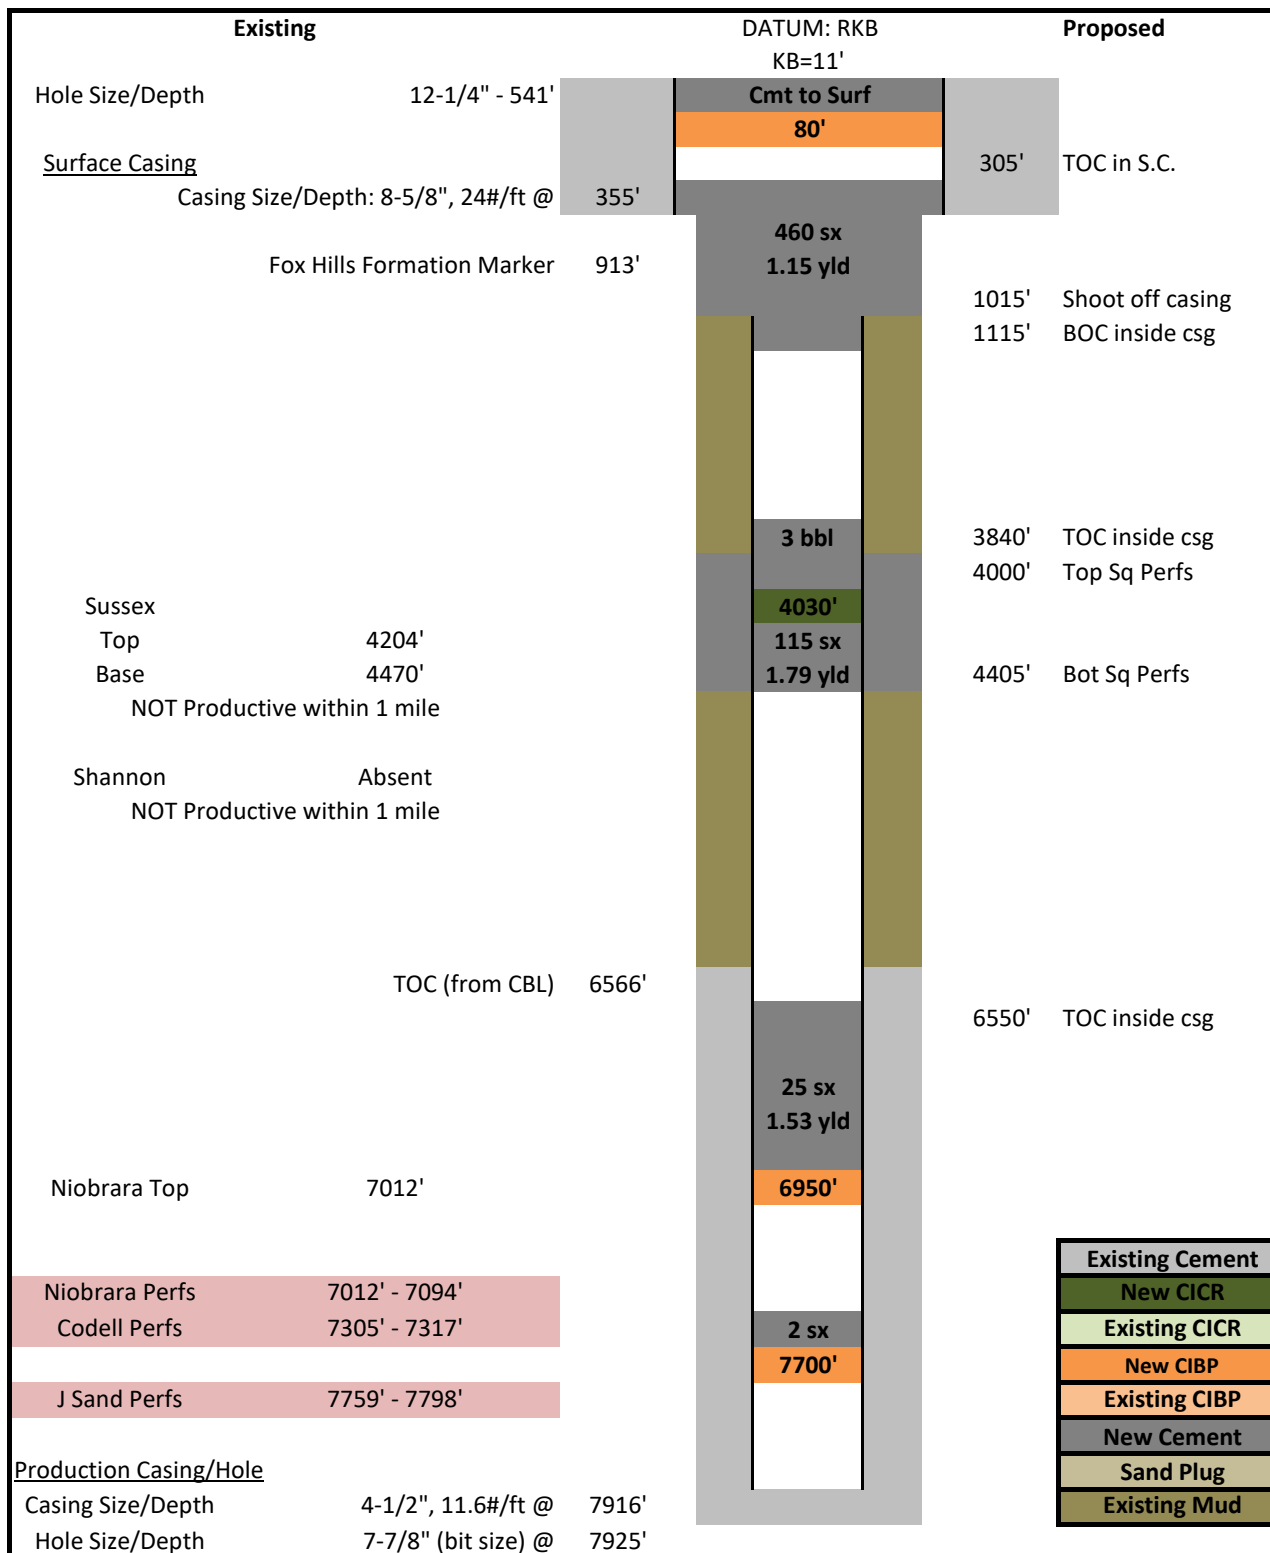 Existing DATUM: RKB Proposed
KB=11'
Hole Size/Depth 12-1/4" - 541' Cmt to Surf
80'
Surface Casing 305' TOC in S.C.
Casing Size/Depth: 8-5/8", 24#/ft @ 355'
460 sx
Fox Hills Formation Marker 913' 1.15 yld
1015' Shoot off casing
1115' BOC inside csg
3 bbl 3840' TOC inside csg
4000' Top Sq Perfs
Sussex 4030'
Top 4204' 115 sx
Base 4470' 1.79 yld 4405' Bot Sq Perfs
NOT Productive within 1 mile
Shannon Absent
NOT Productive within 1 mile
TOC (from CBL) 6566'
6550' TOC inside csg
25 sx
1.53 yld
Niobrara Top 7012' 6950'
Existing Cement
Niobrara Perfs 7012' - 7094' New CICR
Codell Perfs 7305' - 7317' 2 sx Existing CICR
7700' New CIBP
J Sand Perfs 7759' - 7798' Existing CIBP
New Cement
Production Casing/Hole Sand Plug
Casing Size/Depth 4-1/2", 11.6#/ft @ 7916' Existing Mud
Hole Size/Depth 7-7/8" (bit size) @ 7925'